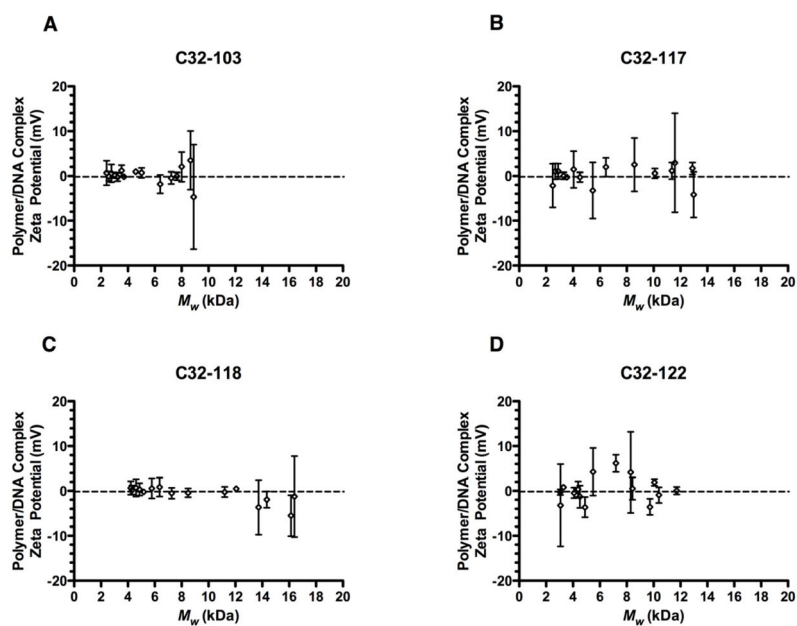 A
C32-103
Polymer/DNA Complex
Zeta Potential (mV)
20
10
0
-10
-20
0 2 4 6 8 10 12 14 16 18 20
Mw (kDa)
B
C32-117
Polymer/DNA Complex
Zeta Potential (mV)
20
10
0
-10
-20
0 2 4 6 8 10 12 14 16 18 20
Mw (kDa)
C
C32-118
Polymer/DNA Complex
Zeta Potential (mV)
20
10
0
-10
-20
0 2 4 6 8 10 12 14 16 18 20
Mw (kDa)
D
C32-122
Polymer/DNA Complex
Zeta Potential (mV)
20
10
0
-10
-20
0 2 4 6 8 10 12 14 16 18 20
Mw (kDa)